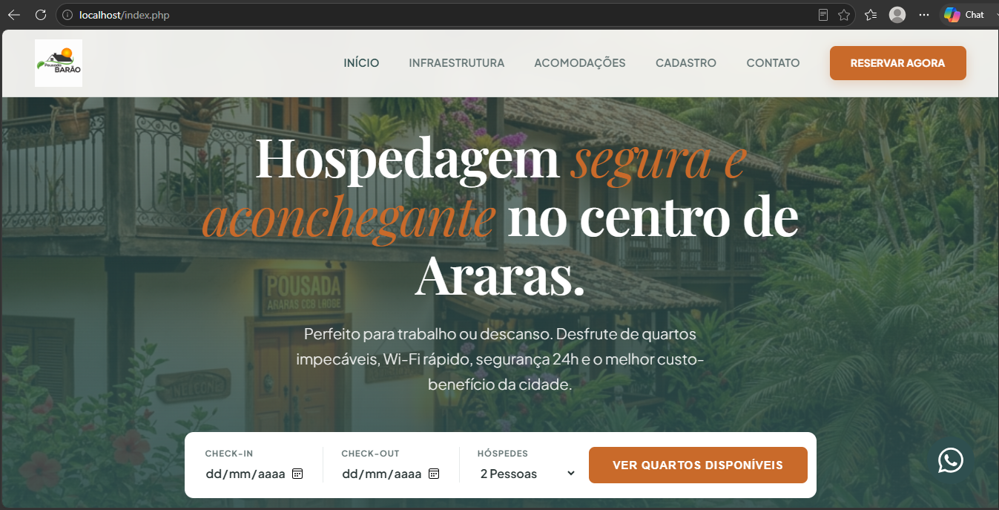 localhost/index.php
Chat
Pousada
BARÃO
INÍCIO INFRAESTRUTURA ACOMODAÇÕES CADASTRO CONTATO RESERVAR AGORA
Hospedagem segura e
aconchegante no centro de
Araras.
POUSADA
Perfeito para trabalho ou descanso. Desfrute de quartos
impecáveis, Wi-Fi rápido, segurança 24h e o melhor custo-
benefício da cidade.
WELCOME
CHECK-IN CHECK-OUT HÓSPEDES
dd/mm/aaaa dd/mm/aaaa 2 Pessoas VER QUARTOS DISPONÍVEIS